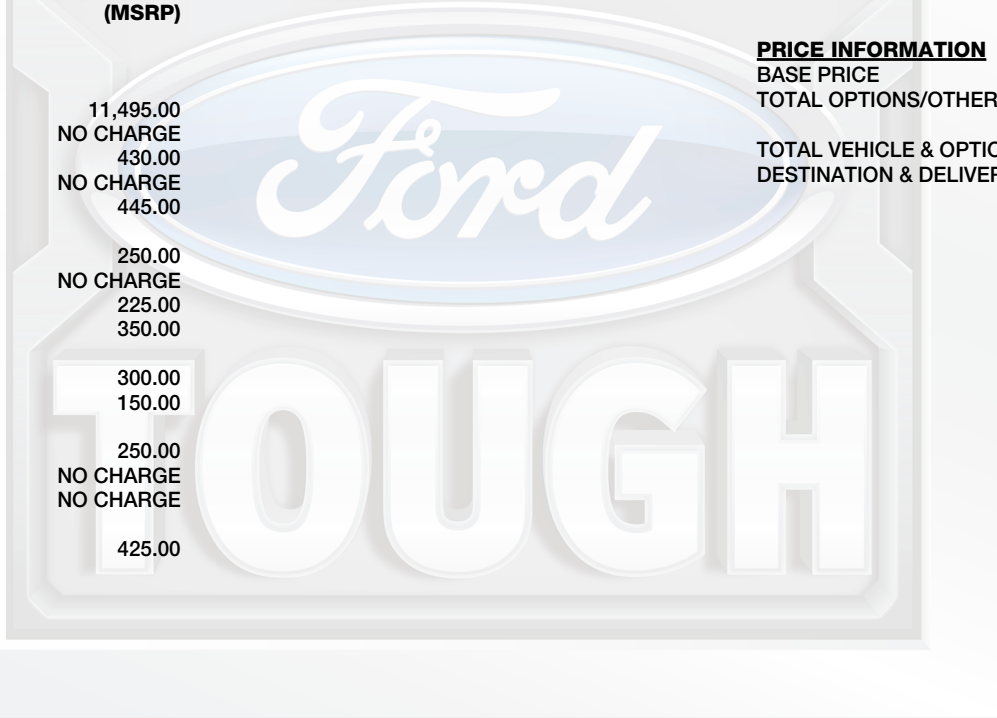 (MSRP)
11,495.00
NO CHARGE
430.00
NO CHARGE
445.00
250.00
NO CHARGE
225.00
350.00
300.00
150.00
250.00
NO CHARGE
NO CHARGE
425.00
PRICE INFORMATION
BASE PRICE
TOTAL OPTIONS/OTHER
TOTAL VEHICLE & OPTIO
DESTINATION & DELIVER
Ford
TOUGH